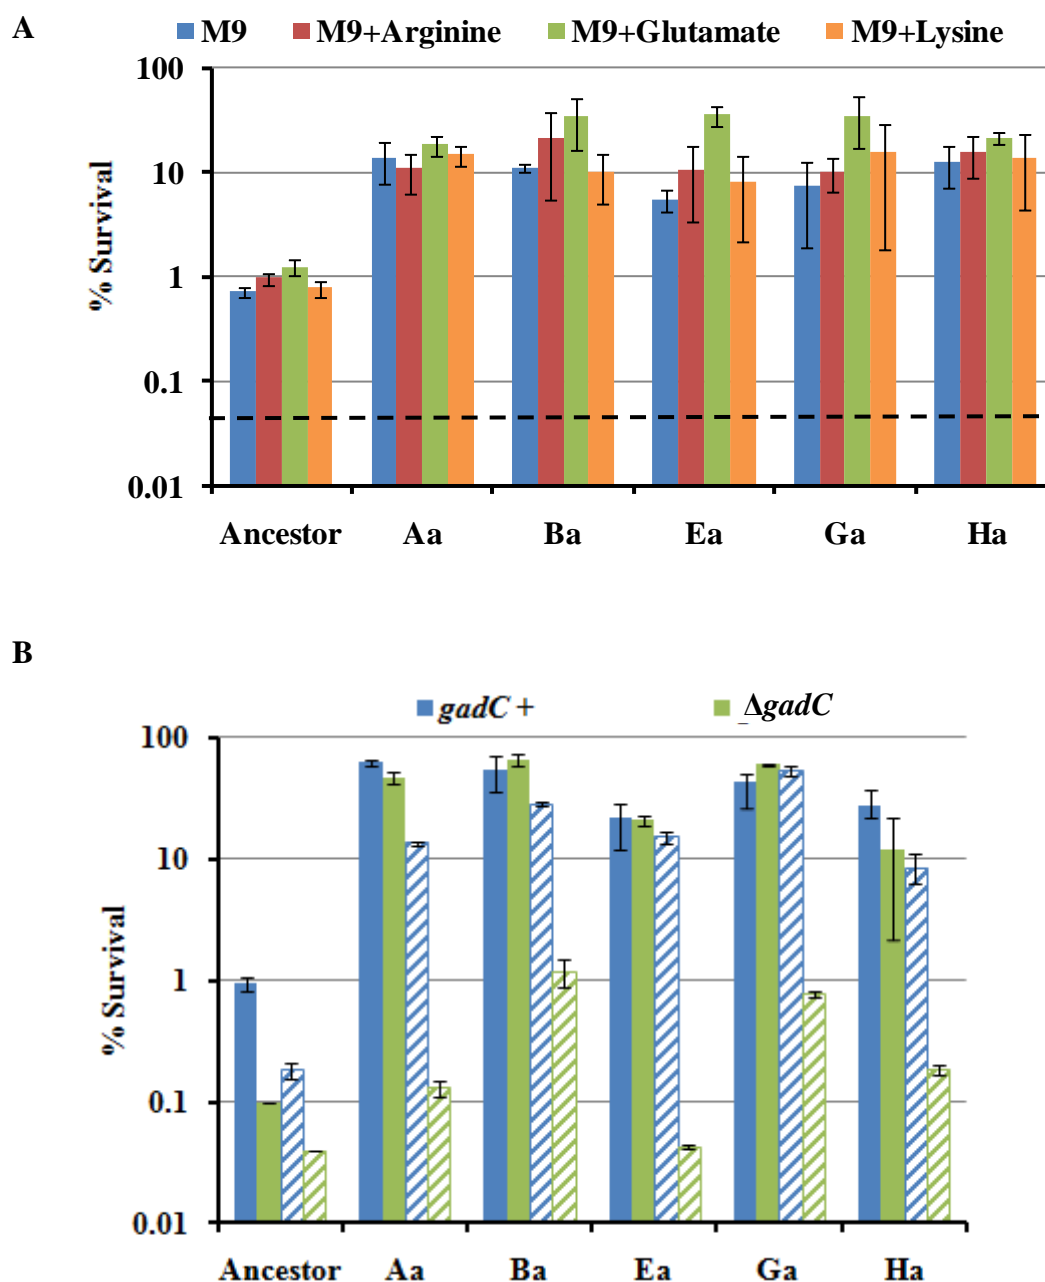 A
M9 M9+Arginine M9+Glutamate M9+Lysine
% Survival
100
10
1
0.1
0.01
Ancestor Aa Ba Ea Ga Ha
B
gadC + ΔgadC
% Survival
100
10
1
0.1
0.01
Ancestor Aa Ba Ea Ga Ha